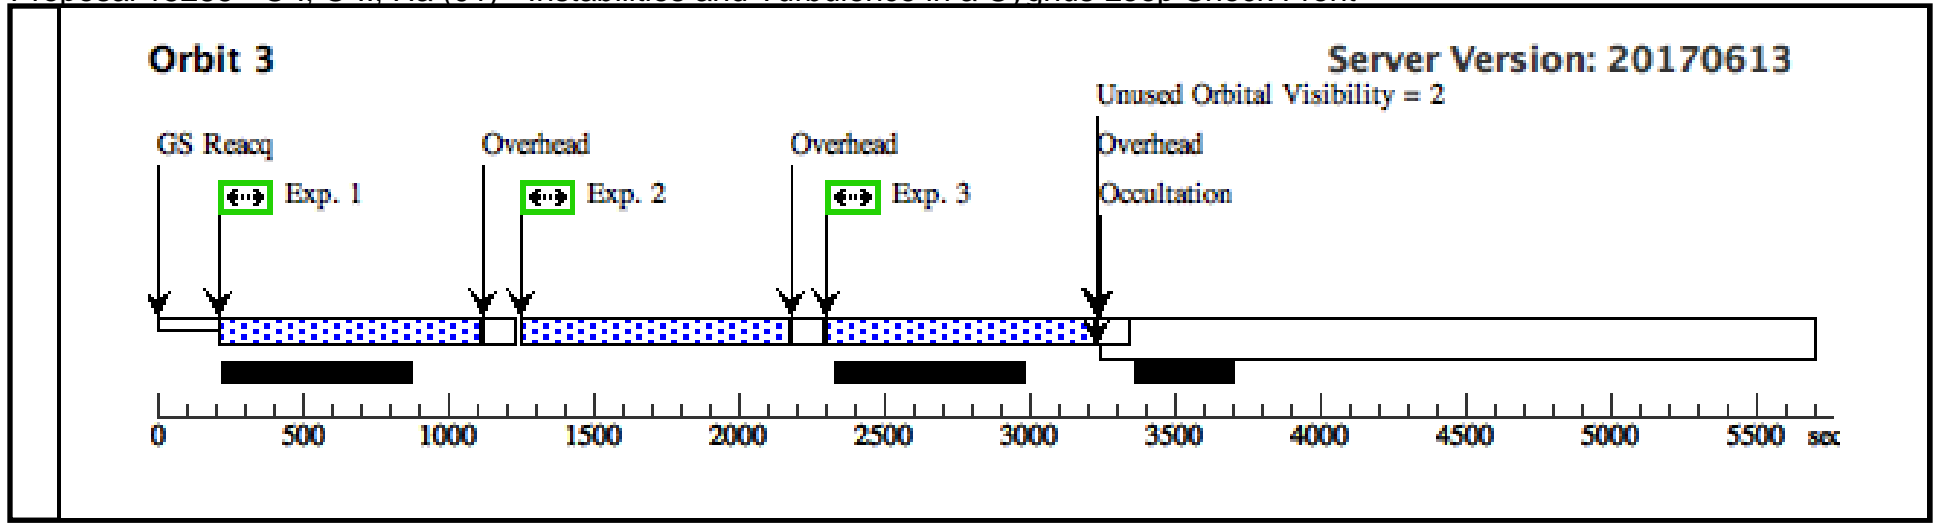 Orbit 3
Server Version: 20170613
Unused Orbital Visibility = 2
GS Reacq Overhead Overhead Overhead
Exp. 1 Exp. 2 Exp. 3 Occultation
0 500 1000 1500 2000 2500 3000 3500 4000 4500 5000 5500 sec